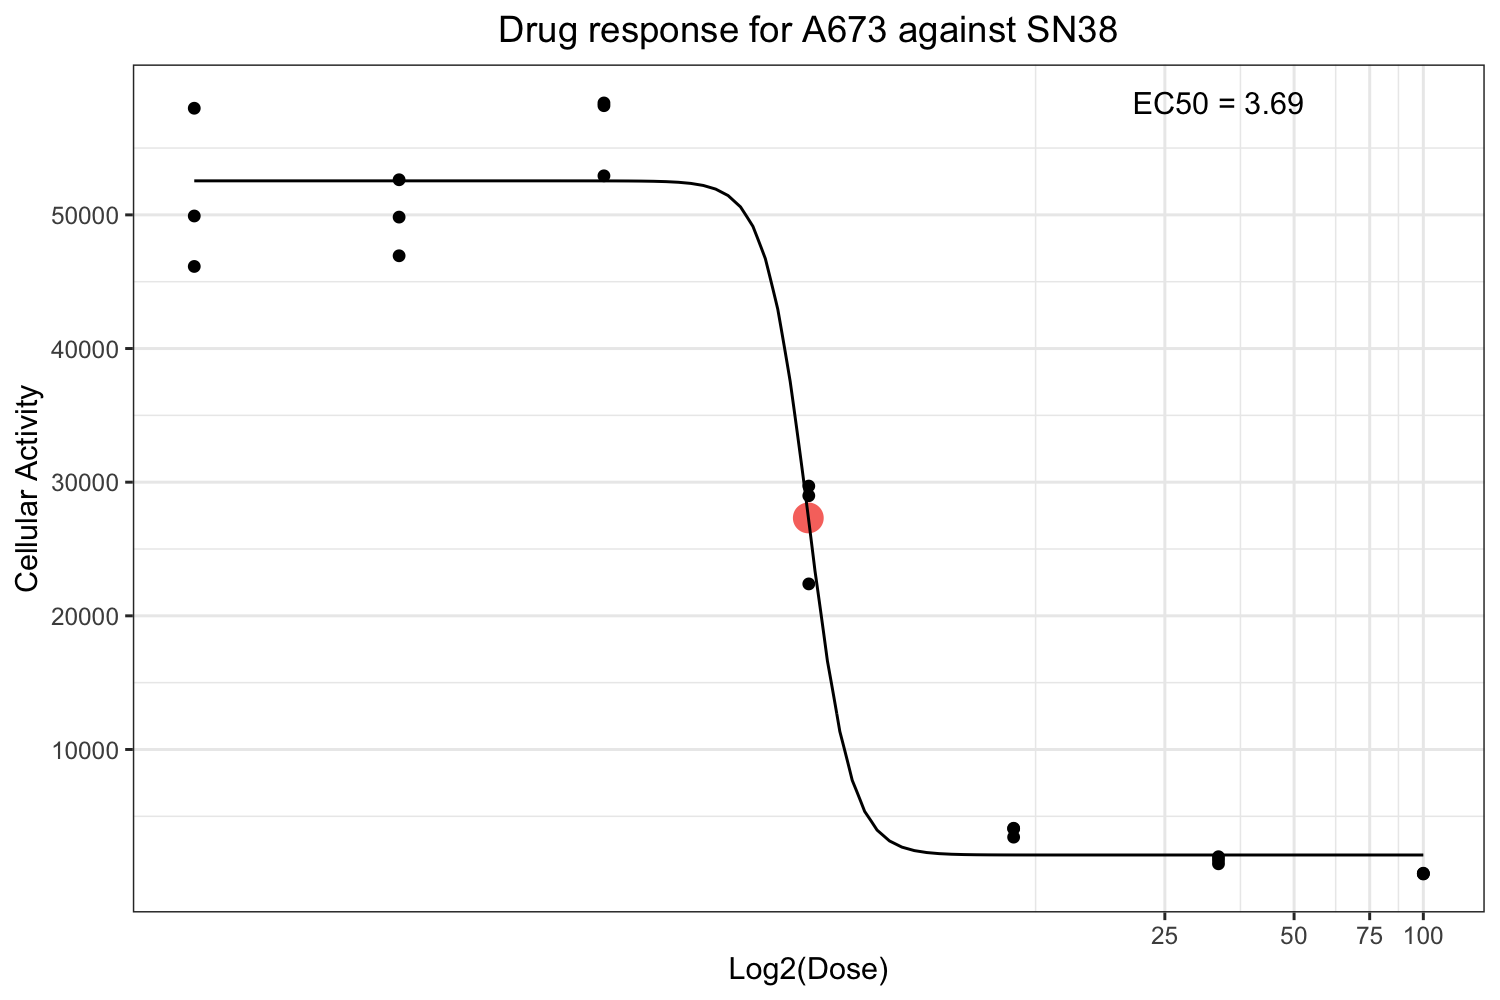 Drug response for A673 against SN38
EC50 = 3.69
Cellular Activity
50000
40000
30000
20000
10000
25 50 75 100
Log2(Dose)